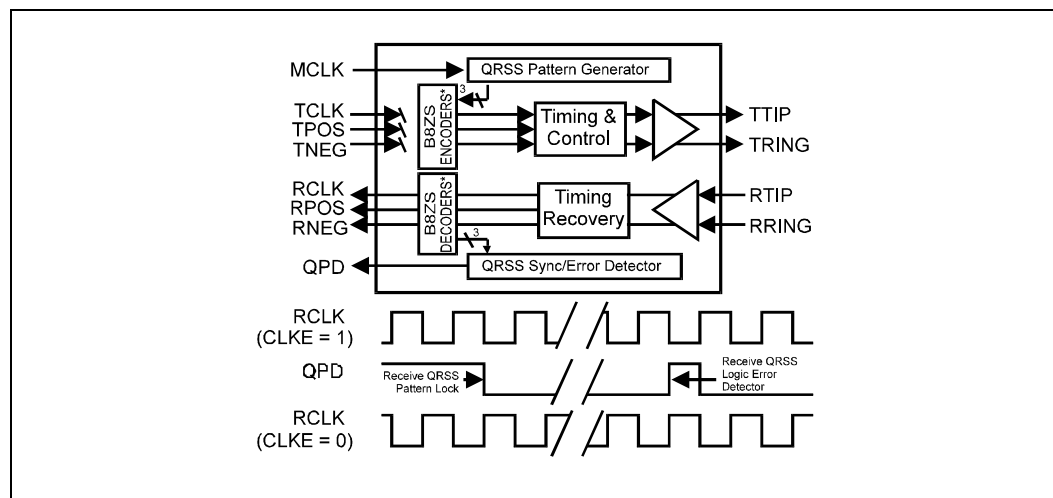 MCLK
QRSS Pattern Generator
3
TCLK
TPOS
TNEG
B8ZS
ENCODERS*
Timing &
Control
TTIP
TRING
RCLK
RPOS
RNEG
B8ZS
DECODERS*
Timing
Recovery
RTIP
RRING
3
QPD
QRSS Sync/Error Detector
RCLK
(CLKE = 1)
QPD
Receive QRSS
Pattern Lock
Receive QRSS
Logic Error
Detector
RCLK
(CLKE = 0)